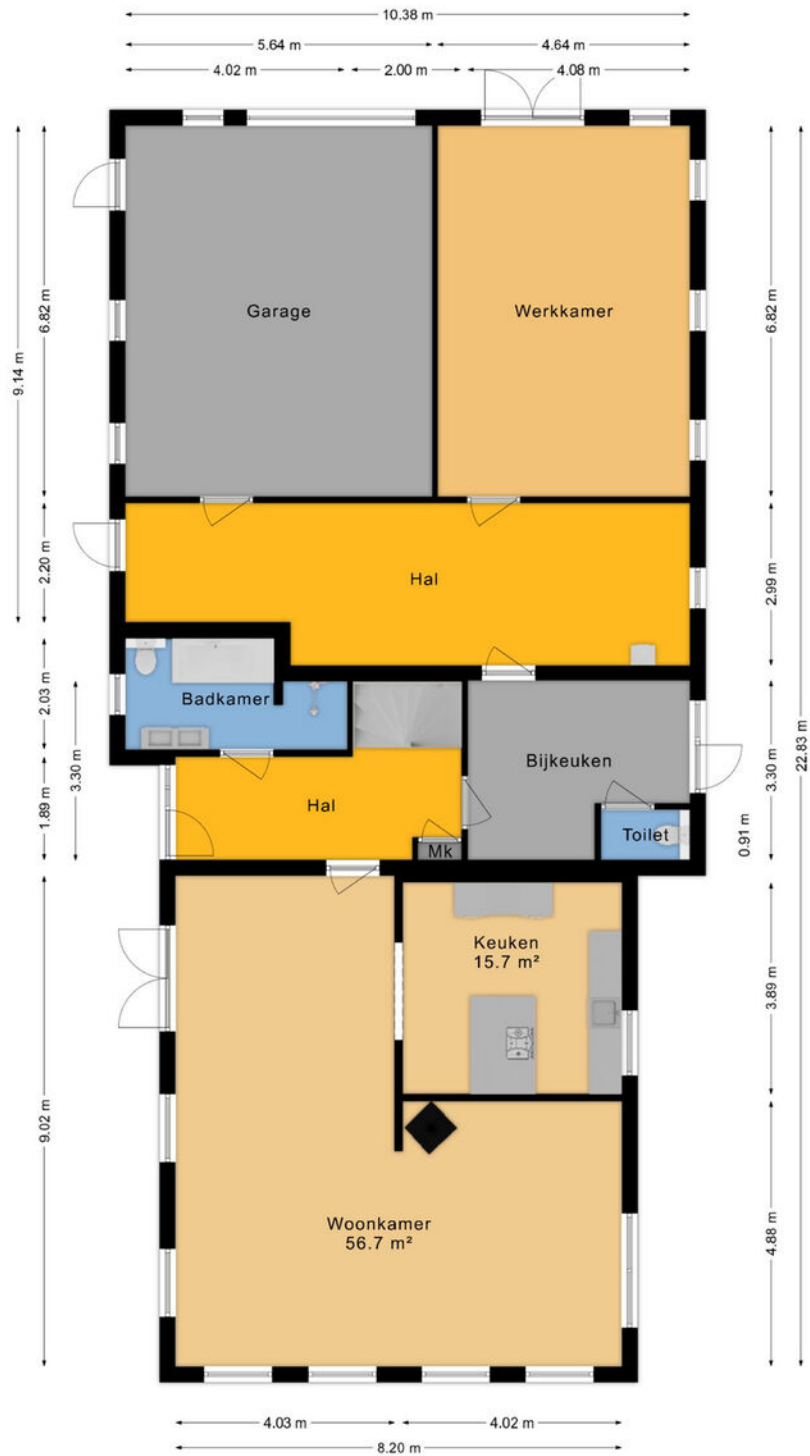 10.38 m
5.64 m
4.64 m
4.02 m
2.00 m
4.08 m
6.82 m
9.14 m
Garage
Werkkamer
6.82 m
2.20 m
Hal
2.99 m
2.03 m
Badkamer
3.30 m
1.89 m
Hal
Mk
Bijkeuken
Toilet
0.91 m
3.30 m
22.83 m
Keuken
15.7 m²
3.89 m
9.02 m
Woonkamer
56.7 m²
4.88 m
4.03 m
4.02 m
8.20 m